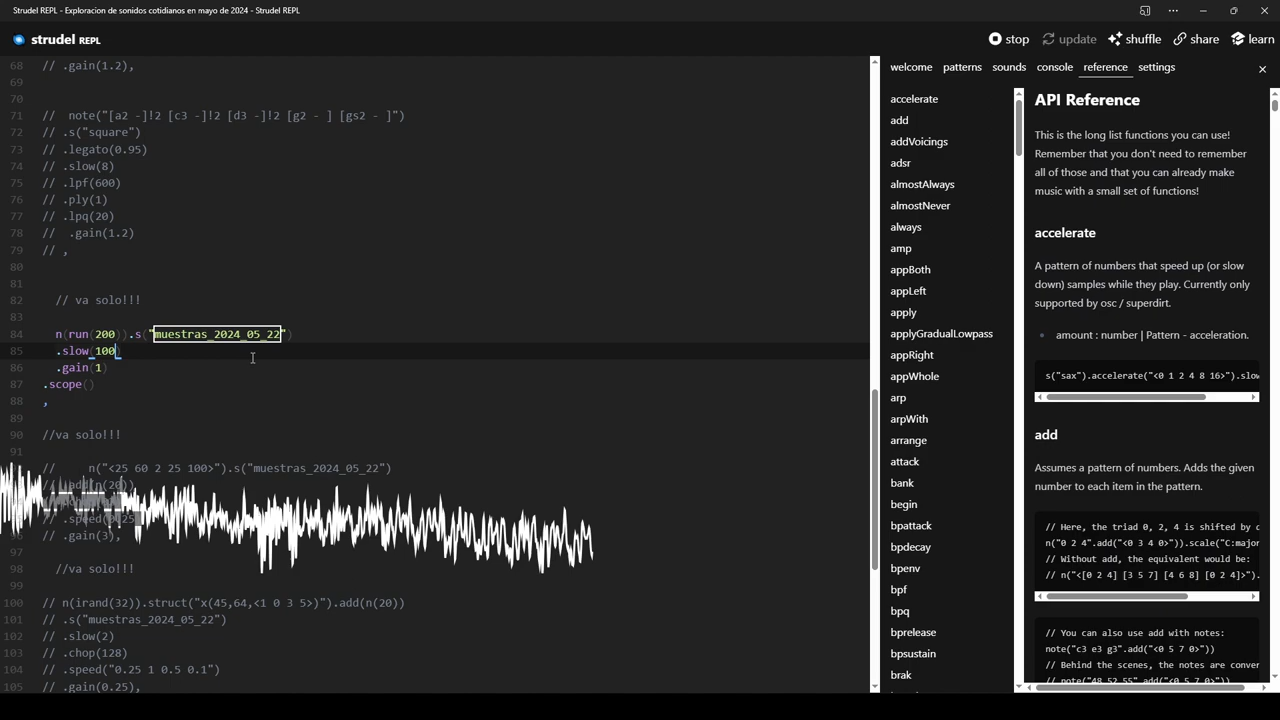 Strudel REPL - Exploracion de sonidos cotidianos en mayo de 2024 - Strudel REPL
strudel REPL
stop update shuffle share learn
68 // .gain(1.2),
69
70
71 // note("[a2 -]!2 [c3 -]!2 [d3 -]!2 [g2 - ] [gs2 - ]")
72 // .s("square")
73 // .legato(0.95)
74 // .slow(8)
75 // .lpf(600)
76 // .ply(1)
77 // .lpq(20)
78 // .gain(1.2)
79 // ,
80
81
82 // va solo!!!
83
84 n(run(200)).s("muestras_2024_05_22")
85 .slow(100)
86 .gain(1)
87 .scope()
88 ,
89
90 //va solo!!!
91
// n("<25 60 2 25 100>").s("muestras_2024_05_22")
// .add(n(20))
// .speed(0.25
96 // .gain(3),
97
98 //va solo!!!
99
100 // n(irand(32)).struct("x(45,64,<1 0 3 5>)").add(n(20))
101 // .s("muestras_2024_05_22")
102 // .slow(2)
103 // .chop(128)
104 // .speed("0.25 1 0.5 0.1")
105 // .gain(0.25),
welcome patterns sounds console reference settings
accelerate
add
addVoicings
adsr
almostAlways
almostNever
always
amp
appBoth
appLeft
apply
applyGradualLowpass
appRight
appWhole
arp
arpWith
arrange
attack
bank
begin
bpattack
bpdecay
bpenv
bpf
bpq
bprelease
bpsustain
brak
API Reference
This is the long list functions you can use!
Remember that you don't need to remember
all of those and that you can already make
music with a small set of functions!
accelerate
A pattern of numbers that speed up (or slow
down) samples while they play. Currently only
supported by osc / superdirt.
amount : number | Pattern - acceleration.
s("sax").accelerate("<0 1 2 4 8 16>").slow
add
Assumes a pattern of numbers. Adds the given
number to each item in the pattern.
// Here, the triad 0, 2, 4 is shifted by d
n("0 2 4".add("<0 3 4 0>")).scale("C:major
// Without add, the equivalent would be:
// n("<[0 2 4] [3 5 7] [4 6 8] [0 2 4]>").
// You can also use add with notes:
note("c3 e3 g3".add("<0 5 7 0>"))
// Behind the scenes, the notes are conver
// note("48 52 55".add("<0 5 7 0>"))